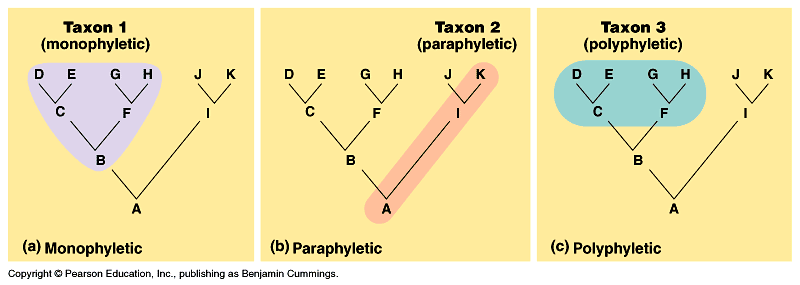 Taxon 1
(monophyletic)
D E G H J K
C F I
B
A
(a) Monophyletic
Taxon 2
(paraphyletic)
D E G H J K
C F I
B
A
(b) Paraphyletic
Taxon 3
(polyphyletic)
D E G H J K
C F I
B
A
(c) Polyphyletic
Copyright © Pearson Education, Inc., publishing as Benjamin Cummings.